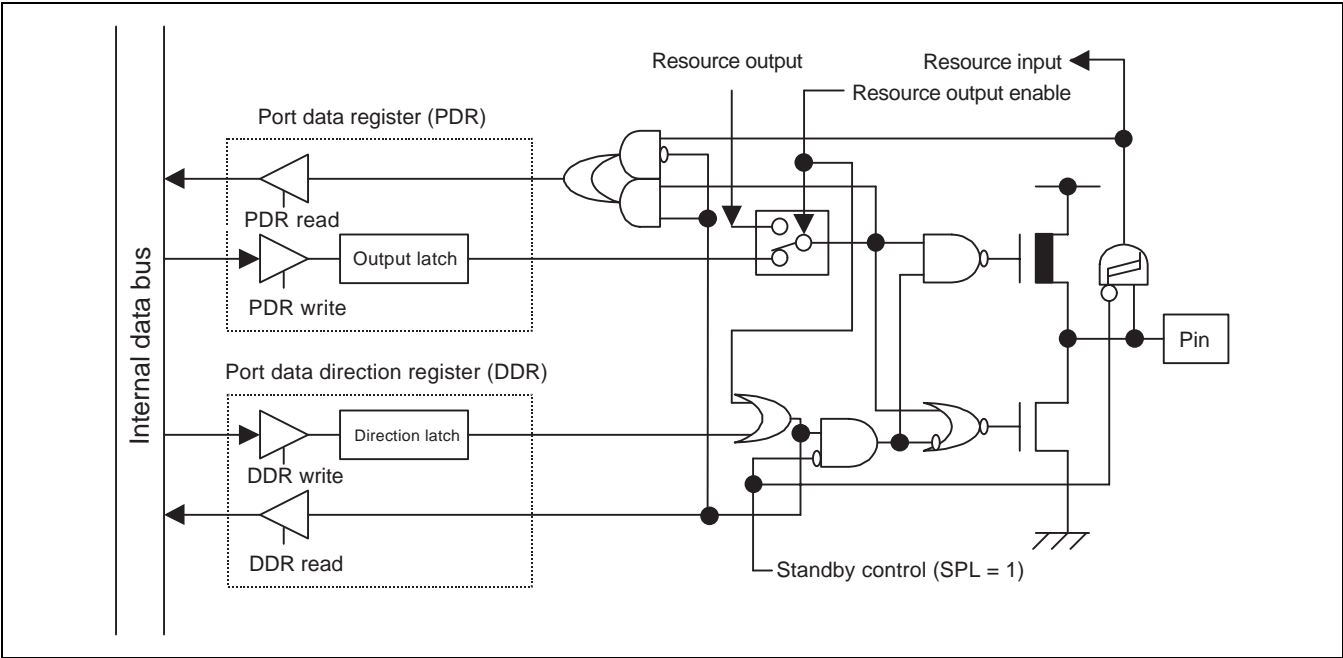 Resource output
Resource input
Resource output enable
Port data register (PDR)
PDR read
Output latch
PDR write
Internal data bus
Pin
Port data direction register (DDR)
Direction latch
DDR write
DDR read
Standby control (SPL = 1)